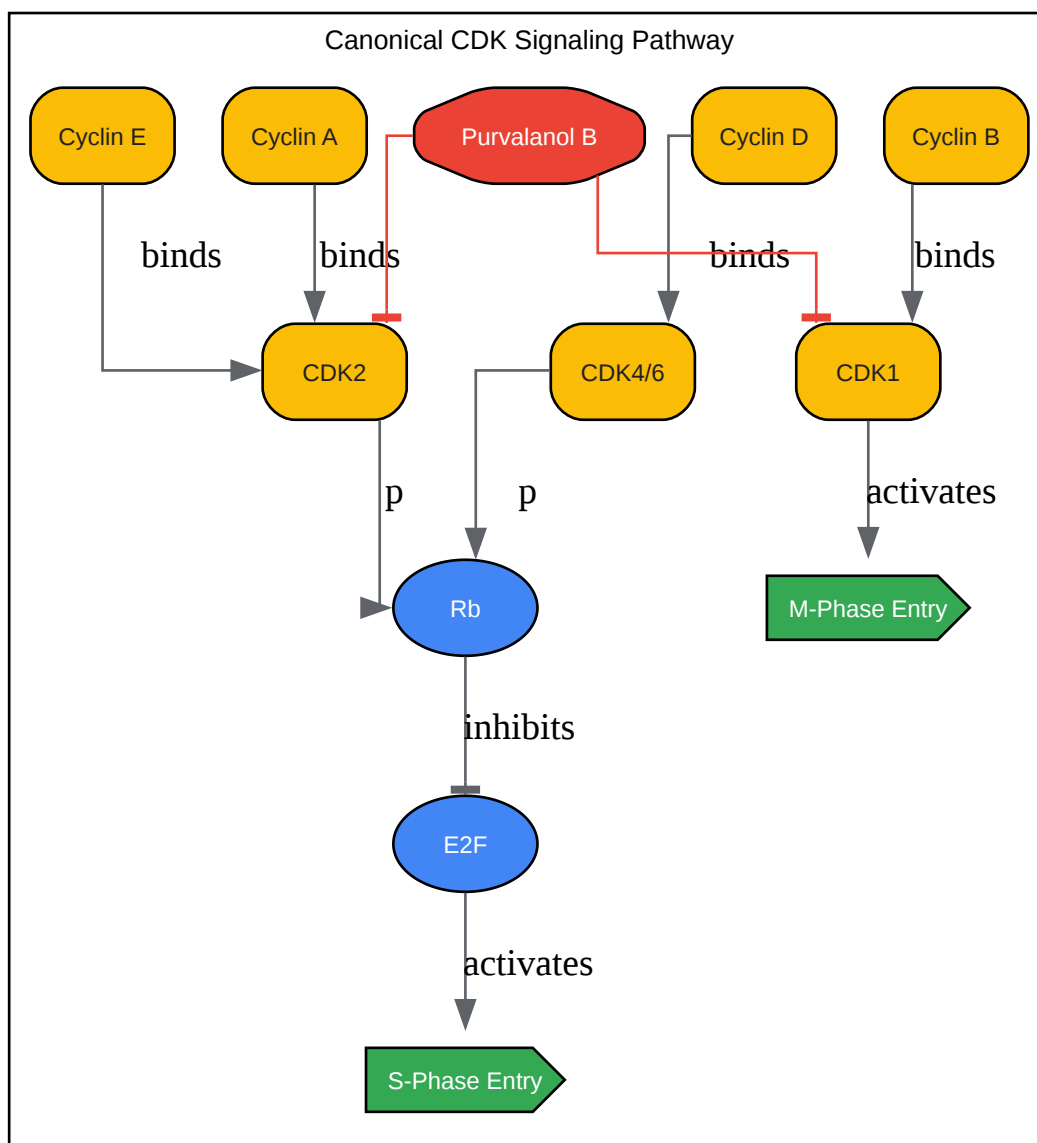 Canonical CDK Signaling Pathway
Cyclin E
Cyclin A
Purvalanol B
Cyclin D
Cyclin B
binds
binds
binds
binds
CDK2
CDK4/6
CDK1
p
p
activates
Rb
M-Phase Entry
inhibits
E2F
activates
S-Phase Entry